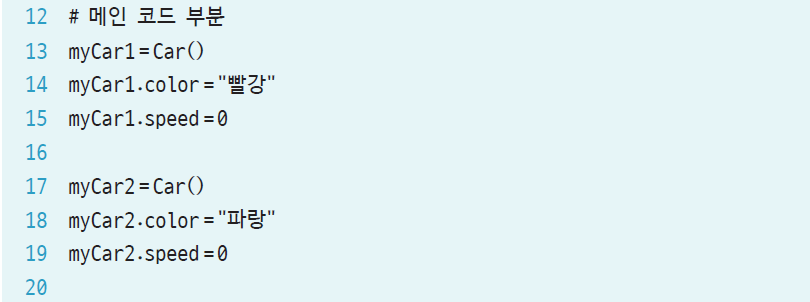 12 # 메인 코드 부분
13 myCar1=Car()
14 myCar1.color="빨강"
15 myCar1.speed=0
16
17 myCar2=Car()
18 myCar2.color="파랑"
19 myCar2.speed=0
20